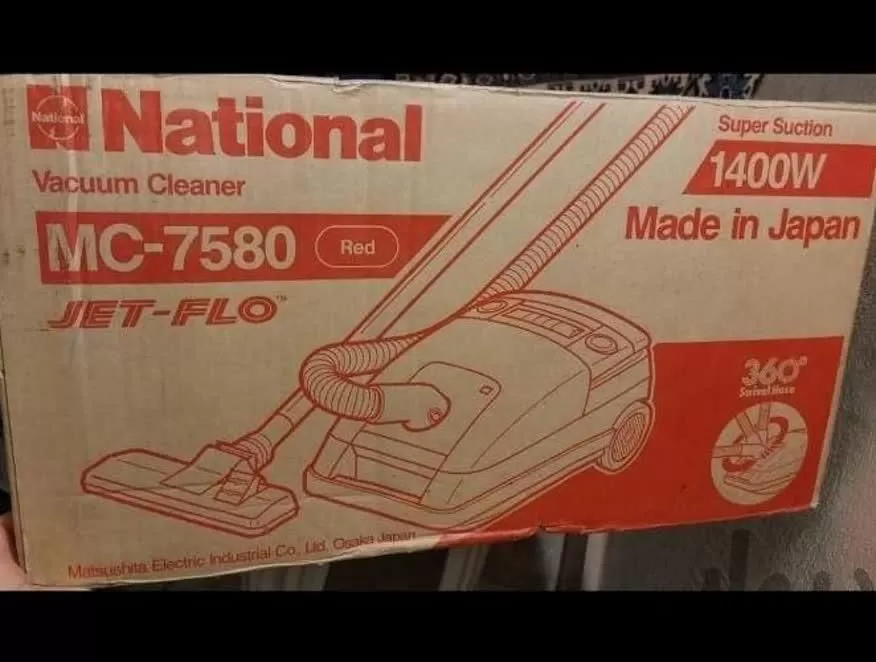 National
National
Vacuum Cleaner
MC-7580 Red
JET-FLO™
Super Suction
1400W
Made in Japan
360°
Swivel Hose
Matsushita Electric Industrial Co., Ltd. Osaka Japan